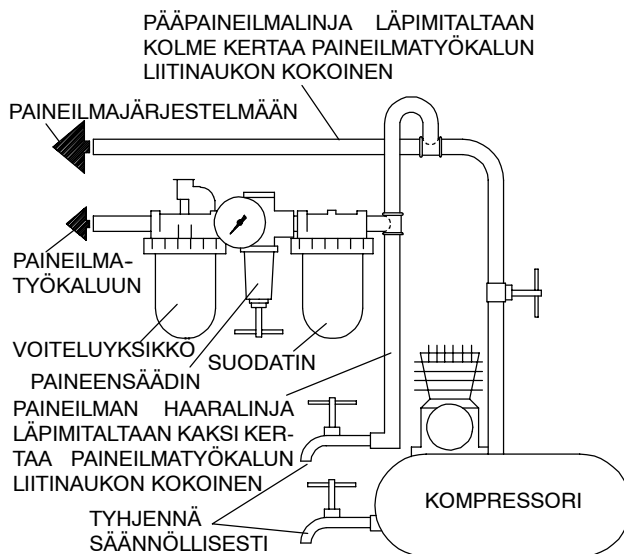 PÄÄPAINEILMALINJA LÄPIMITALTAAN
KOLME KERTAA PAINEILMATYÖKALUN
LIITINAUKON KOKOINEN
PAINEILMAJÄRJESTELMÄÄN
PAINEILMA-
TYÖKALUUN
VOITELUYKSIKKÖ
SUODATIN
PAINEENSÄÄDIN
PAINEILMAN HAARALINJA
LÄPIMITALTAAN KAKSI KER-
TAA PAINEILMATYÖKALUN
LIITINAUKON KOKOINEN
KOMPRESSORI
TYHJENNÄ
SÄÄNNÖLLISESTI